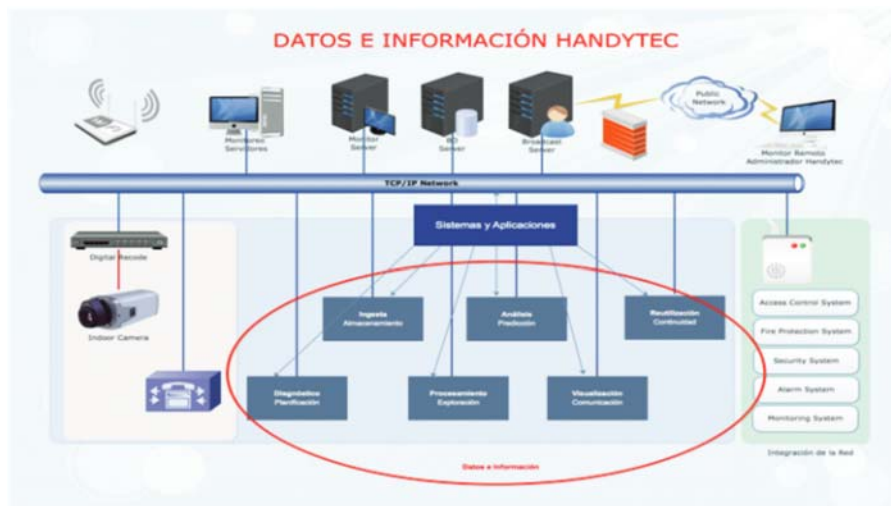 DATOS E INFORMACIÓN HANDYTEC
Public
Network
Monitoreo
Servidores
Monitor
Server
BD
Server
Broadcast
Server
Monitor Remoto
Administrador Handytec
TCP/IP Network
Sistemas y Aplicaciones
Digital Recode
Indoor Camera
Ingesta
Almacenamiento
Análisis
Predicción
Reutilización
Continuidad
Diagnóstico
Planificación
Procesamiento
Exploración
Visualización
Comunicación
Access Control System
Fire Protection System
Security System
Alarm System
Monitoring System
Integración de la Red
Datos e Información